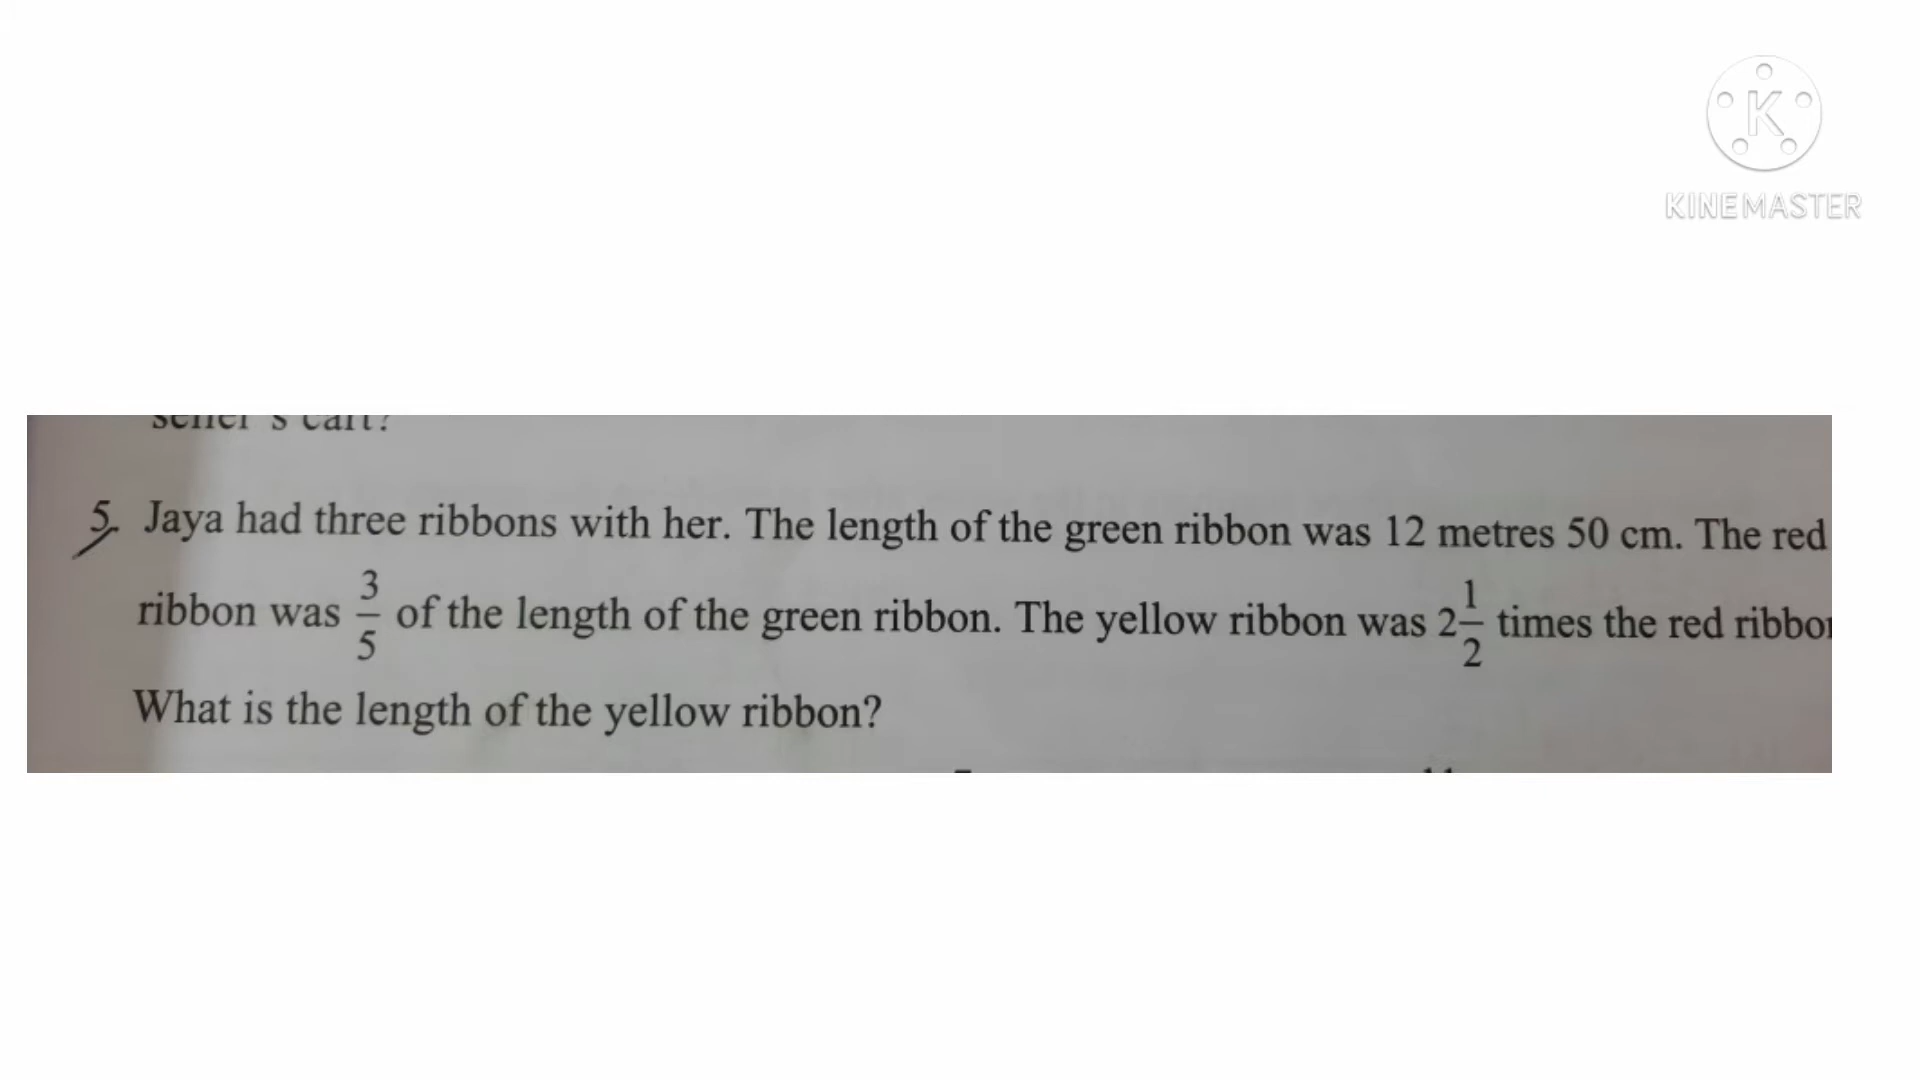 K
KINEMASTER
seller's cart?
5. Jaya had three ribbons with her. The length of the green ribbon was 12 metres 50 cm. The red
ribbon was 3/5 of the length of the green ribbon. The yellow ribbon was 2 1/2 times the red ribbo
What is the length of the yellow ribbon?